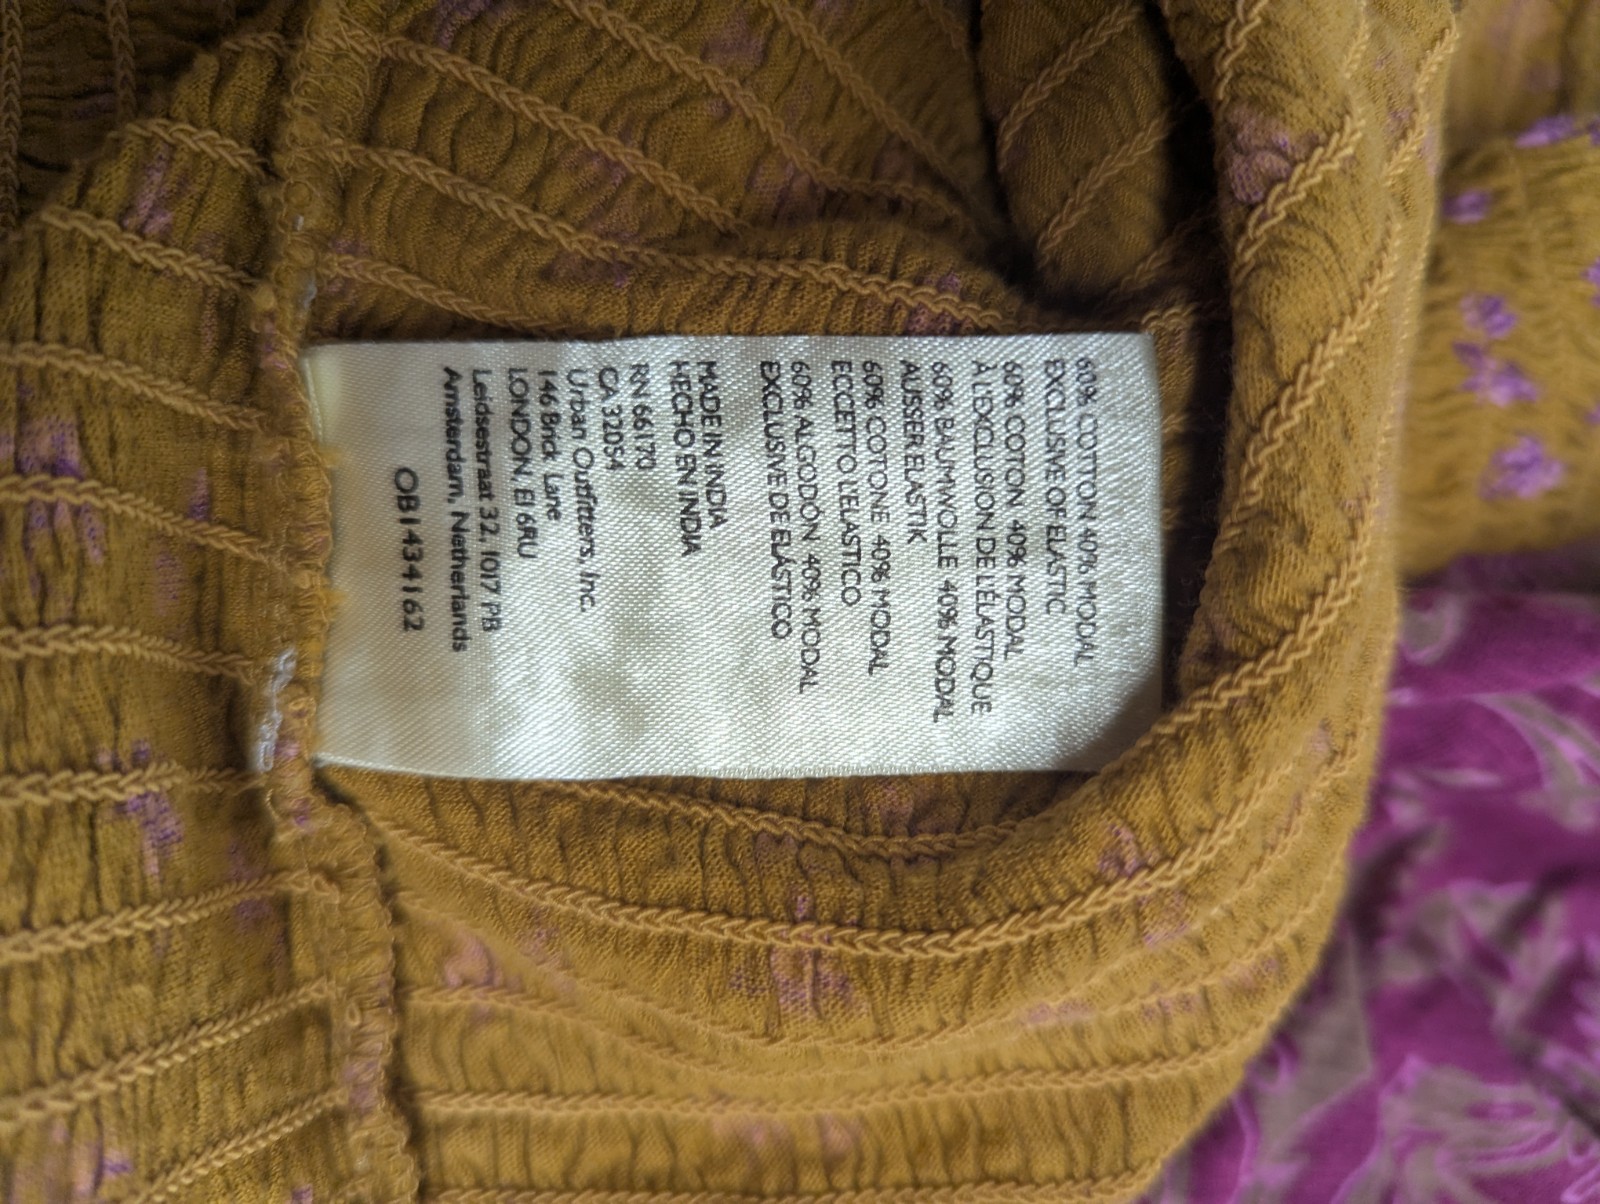 60% COTTON 40% MODAL
EXCLUSIVE OF ELASTIC
60% COTON 40% MODAL
À L'EXCLUSION DE L'ÉLASTIQUE
60% BAUMWOLLE 40% MODAL
AUSSER ELASTIK
60% COTONE 40% MODAL
ECCETTO L'ELASTICO
60% ALGODÓN 40% MODAL
EXCLUSIVE DE ELÁSTICO
MADE IN INDIA
HECHO EN INDIA
RN 66170
CA 32054
Urban Outfitters, Inc.
146 Brick Lane
LONDON, E1 6RU
Leidsestraat 32, 1017 PB
Amsterdam, Netherlands
OB1434162